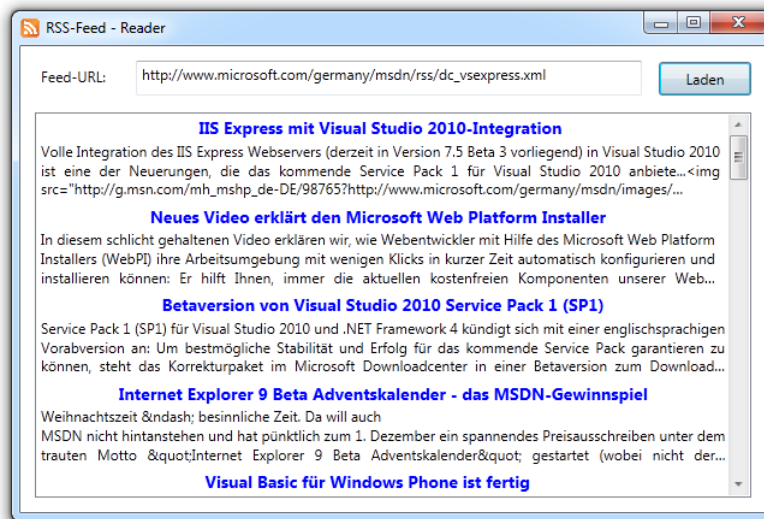 RSS-Feed - Reader
Feed-URL: http://www.microsoft.com/germany/msdn/rss/dc_vsexpress.xml Laden
IIS Express mit Visual Studio 2010-Integration
Volle Integration des IIS Express Webservers (derzeit in Version 7.5 Beta 3 vorliegend) in Visual Studio 2010
ist eine der Neuerungen, die das kommende Service Pack 1 für Visual Studio 2010 anbiete...<img
src="http://g.msn.com/mh_mshp_de-DE/98765?http://www.microsoft.com/germany/msdn/images/...
Neues Video erklärt den Microsoft Web Platform Installer
In diesem schlicht gehaltenen Video erklären wir, wie Webentwickler mit Hilfe des Microsoft Web Platform
Installers (WebPI) ihre Arbeitsumgebung mit wenigen Klicks in kurzer Zeit automatisch konfigurieren und
installieren können: Er hilft Ihnen, immer die aktuellen kostenfreien Komponenten unserer Web...
Betaversion von Visual Studio 2010 Service Pack 1 (SP1)
Service Pack 1 (SP1) für Visual Studio 2010 und .NET Framework 4 kündigt sich mit einer englischsprachigen
Vorabversion an: Um bestmögliche Stabilität und Erfolg für das kommende Service Pack garantieren zu
können, steht das Korrekturpaket im Microsoft Downloadcenter in einer Betaversion zum Download...
Internet Explorer 9 Beta Adventskalender - das MSDN-Gewinnspiel
Weihnachtszeit &ndash; besinnliche Zeit. Da will auch
MSDN nicht hintanstehen und hat pünktlich zum 1. Dezember ein spannendes Preisausschreiben unter dem
trauten Motto &quot;Internet Explorer 9 Beta Adventskalender&quot; gestartet (wobei nicht der...
Visual Basic für Windows Phone ist fertig